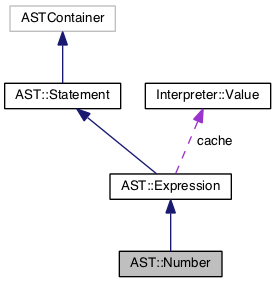 ASTContainer
AST::Statement
Interpreter::Value
cache
AST::Expression
AST::Number